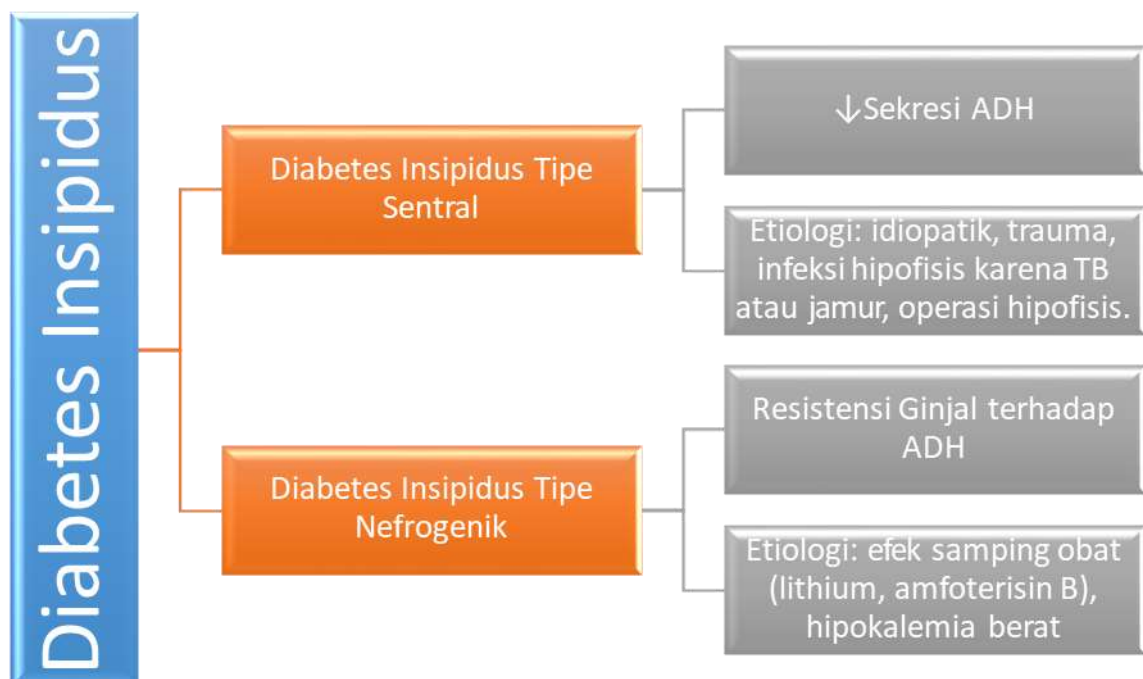 Diabetes Insipidus
Diabetes Insipidus Tipe
Sentral
↓Sekresi ADH
Etiologi: idiopatik, trauma,
infeksi hipofisis karena TB
atau jamur, operasi hipofisis.
Diabetes Insipidus Tipe
Nefrogenik
Resistensi Ginjal terhadap
ADH
Etiologi: efek samping obat
(lithium, amfoterisin B),
hipokalemia berat